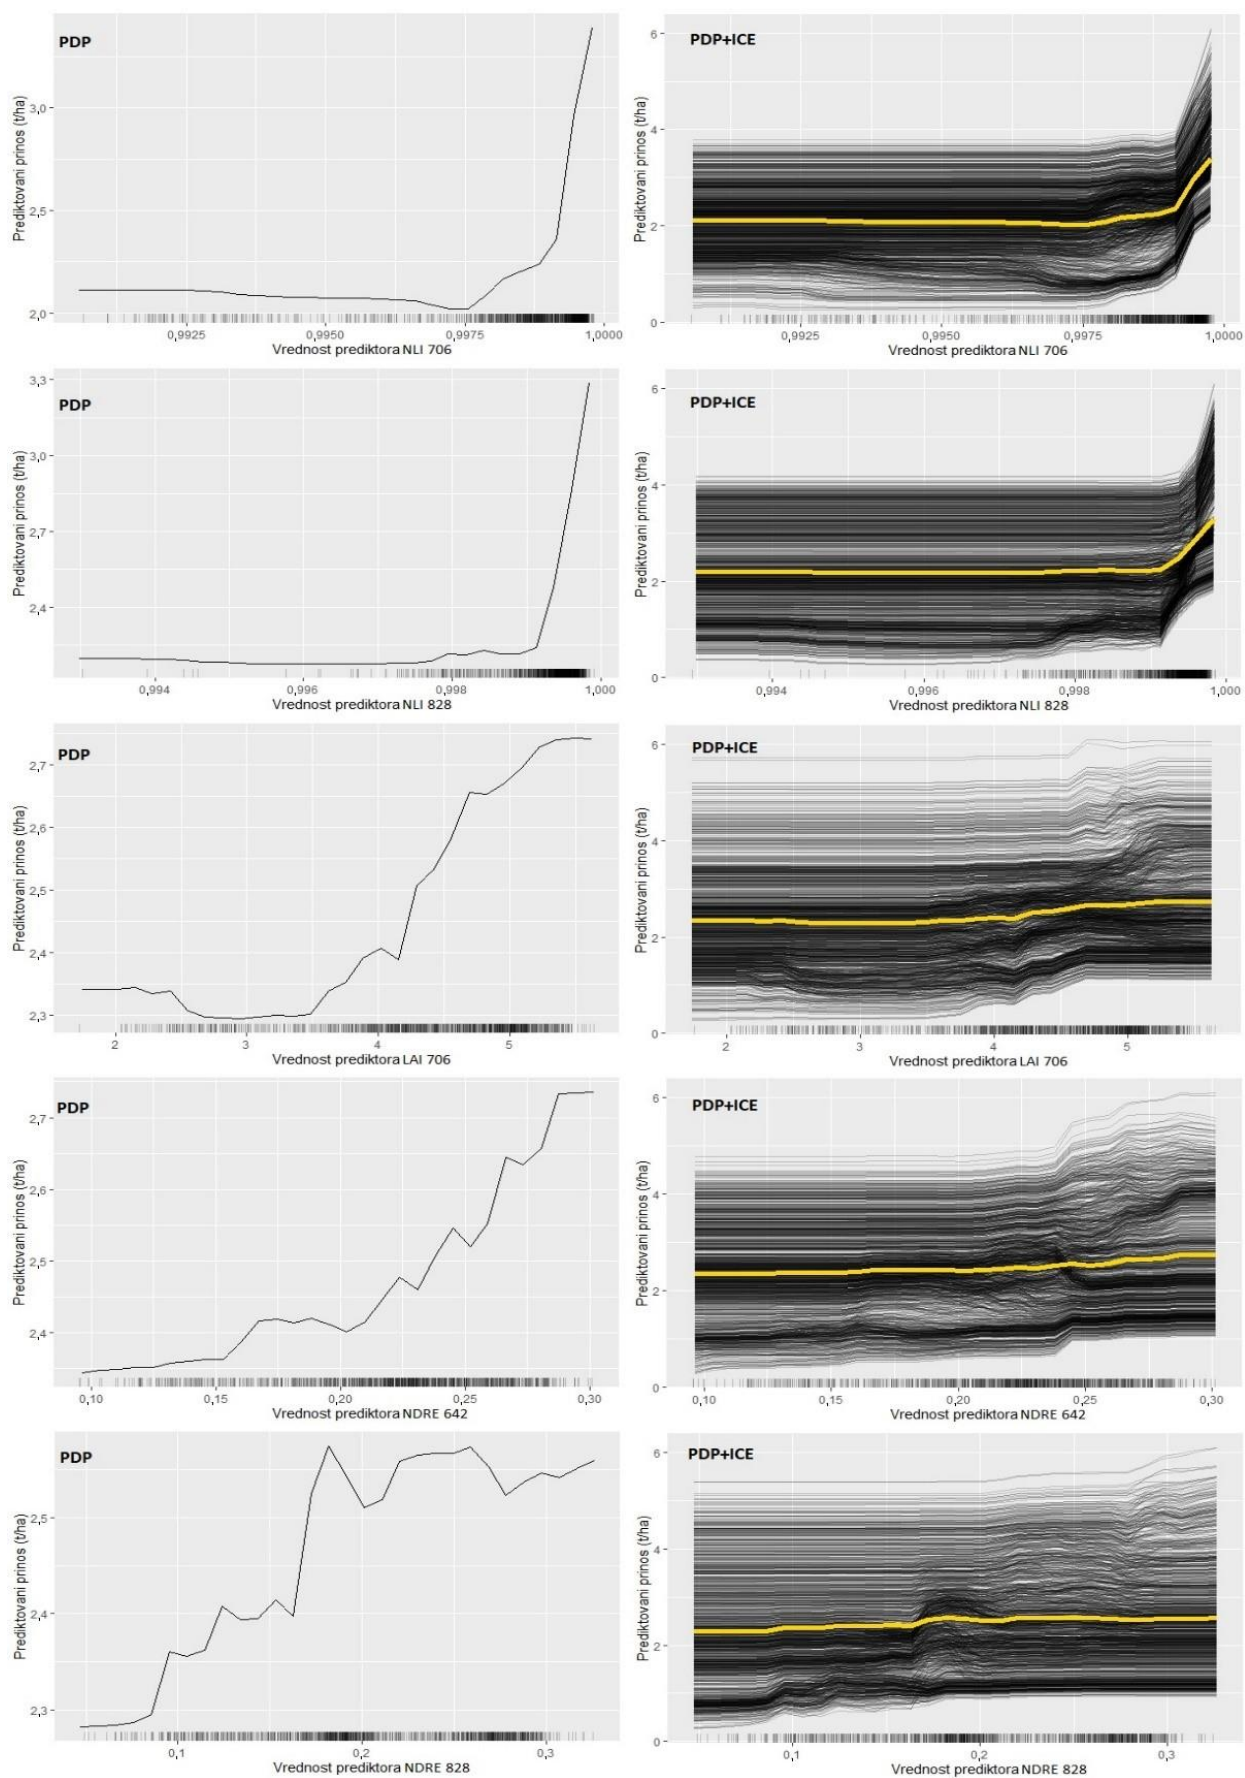 PDP
Prediktovani prinos (t/ha)
3,0
2,5
2,0
0,9925 0,9950 0,9975 1,0000
Vrednost prediktora NLI 706
PDP+ICE
Prediktovani prinos (t/ha)
6
4
2
0
0,9925 0,9950 0,9975 1,0000
Vrednost prediktora NLI 706
PDP
Prediktovani prinos (t/ha)
3,3
3,0
2,7
2,4
0,994 0,996 0,998 1,000
Vrednost prediktora NLI 828
PDP+ICE
Prediktovani prinos (t/ha)
6
4
2
0
0,994 0,996 0,998 1,000
Vrednost prediktora NLI 828
PDP
Prediktovani prinos (t/ha)
2,7
2,6
2,5
2,4
2,3
2 3 4 5
Vrednost prediktora LAI 706
PDP+ICE
Prediktovani prinos (t/ha)
6
4
2
0
2 3 4 5
Vrednost prediktora LAI 706
PDP
Prediktovani prinos (t/ha)
2,7
2,6
2,5
2,4
0,10 0,15 0,20 0,25 0,30
Vrednost prediktora NDRE 642
PDP+ICE
Prediktovani prinos (t/ha)
6
4
2
0
0,10 0,15 0,20 0,25 0,30
Vrednost prediktora NDRE 642
PDP
Prediktovani prinos (t/ha)
2,5
2,4
2,3
0,1 0,2 0,3
Vrednost prediktora NDRE 828
PDP+ICE
Prediktovani prinos (t/ha)
6
4
2
0
0,1 0,2 0,3
Vrednost prediktora NDRE 828